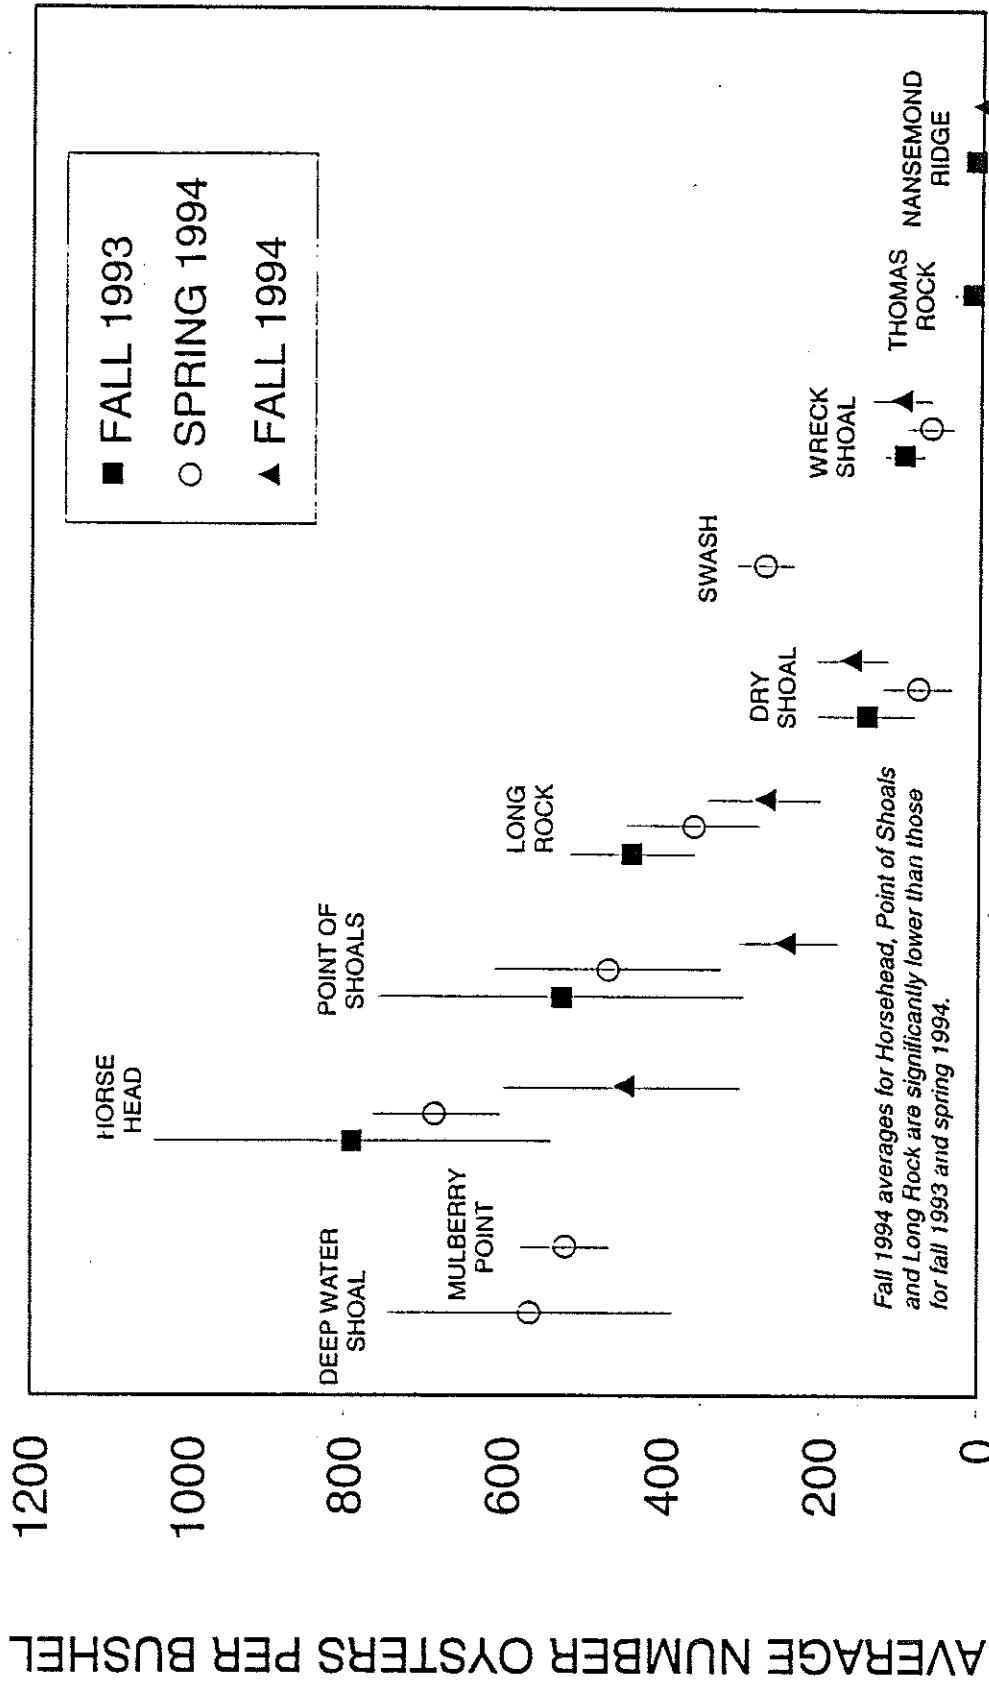 AVERAGE NUMBER OYSTERS PER BUSHEL
1200
1000
800
600
400
200
0
FALL 1993
SPRING 1994
FALL 1994
DEEP WATER
SHOAL
MULBERRY
POINT
HORSE
HEAD
POINT OF
SHOALS
LONG
ROCK
DRY
SHOAL
SWASH
WRECK
SHOAL
THOMAS
ROCK
NANSEMOND
RIDGE
Fall 1994 averages for Horsehead, Point of Shoals
and Long Rock are significantly lower than those
for fall 1993 and spring 1994.